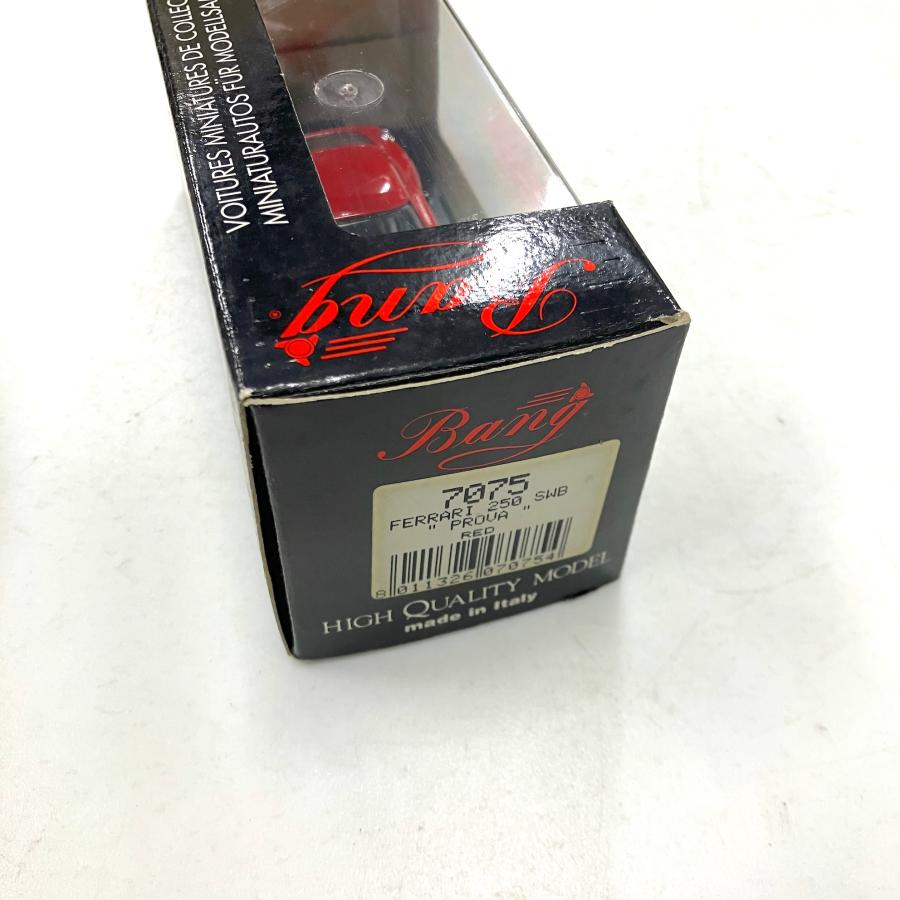 VOITURES MINIATURES DE COLLEC
MINIATURAUTOS FÜR MODELLSA
Bang
Bang
7075
FERRARI 250 SWB
" PROVA "
RED
8 011326 070754
HIGH QUALITY MODEL
made in Italy